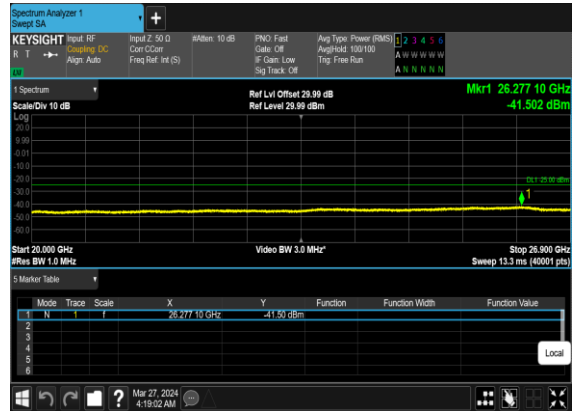 Spectrum Analyzer 1
Swept SA
+
KEYSIGHT Input: RF Input Z: 50 Ω #Atten: 10 dB PNO: Fast Avg Type: Power (RMS) 1 2 3 4 5 6
R T Coupling: DC Corr CCorr Gate: Off Avg|Hold: 100/100 A W W W W W
Align: Auto Freq Ref: Int (S) IF Gain: Low Trig: Free Run
LW Sig Track: Off A N N N N N
1 Spectrum Ref Lvl Offset 29.99 dB Mkr1 26.277 10 GHz
Scale/Div 10 dB Ref Level 29.99 dBm -41.502 dBm
Log
20.0
9.99
-0.01
-10.0
-20.0
DL1 -25.00 dBm
-30.0
1
-40.0
-50.0
-60.0
Start 20.000 GHz Video BW 3.0 MHz* Stop 26.900 GHz
#Res BW 1.0 MHz Sweep 13.3 ms (40001 pts)
5 Marker Table
Mode Trace Scale X Y Function Function Width Function Value
1 N 1 f 26.277 10 GHz -41.50 dBm
2
3
4
5
6
Local
? Mar 27, 2024
4:19:02 AM